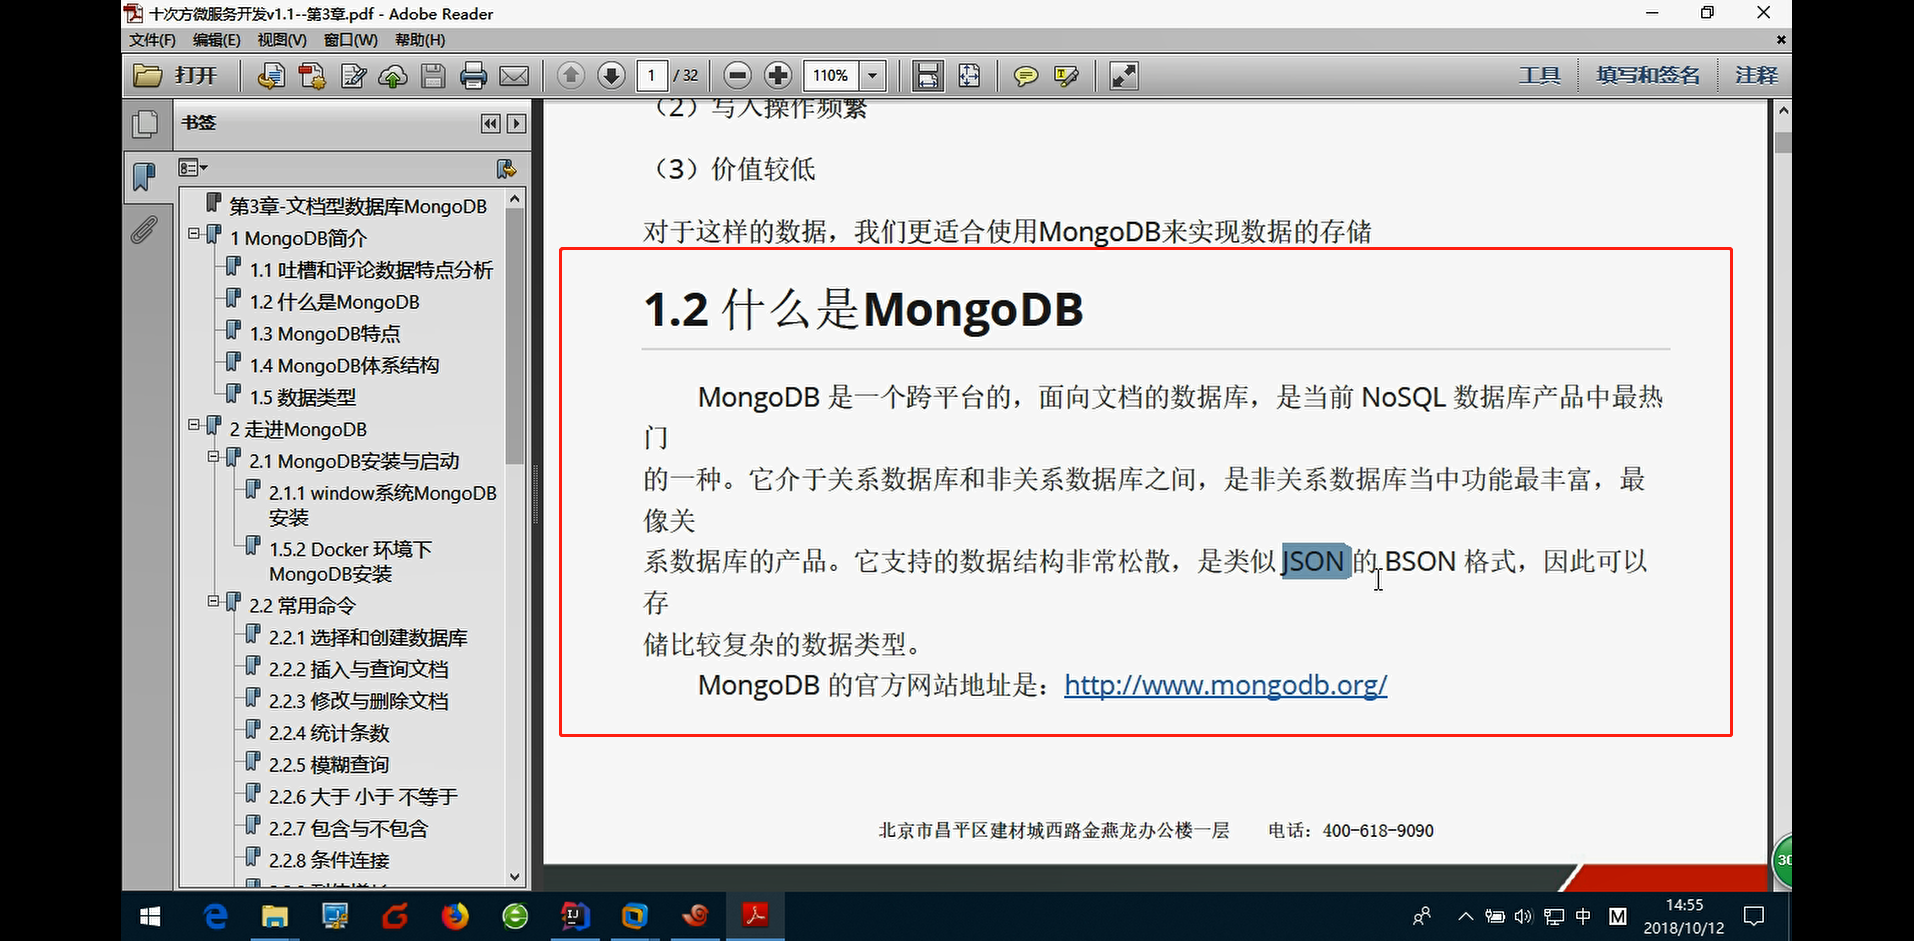 十次方微服务开发v1.1--第3章.pdf - Adobe Reader
文件(F) 编辑(E) 视图(V) 窗口(W) 帮助(H)
打开 1 / 32 110% 工具 填写和签名 注释
书签
第3章-文档型数据库MongoDB
1 MongoDB简介
1.1 吐槽和评论数据特点分析
1.2 什么是MongoDB
1.3 MongoDB特点
1.4 MongoDB体系结构
1.5 数据类型
2 走进MongoDB
2.1 MongoDB安装与启动
2.1.1 window系统MongoDB
安装
1.5.2 Docker 环境下
MongoDB安装
2.2 常用命令
2.2.1 选择和创建数据库
2.2.2 插入与查询文档
2.2.3 修改与删除文档
2.2.4 统计条数
2.2.5 模糊查询
2.2.6 大于 小于 不等于
2.2.7 包含与不包含
2.2.8 条件连接
（2）写入操作频繁
（3）价值较低
对于这样的数据，我们更适合使用MongoDB来实现数据的存储
1.2 什么是MongoDB
MongoDB 是一个跨平台的，面向文档的数据库，是当前 NoSQL 数据库产品中最热
门
的一种。它介于关系数据库和非关系数据库之间，是非关系数据库当中功能最丰富，最
像关
系数据库的产品。它支持的数据结构非常松散，是类似 JSON 的 BSON 格式，因此可以
存
储比较复杂的数据类型。
MongoDB 的官方网站地址是：http://www.mongodb.org/
北京市昌平区建材城西路金燕龙办公楼一层 电话：400-618-9090
30
中 M 14:55
2018/10/12